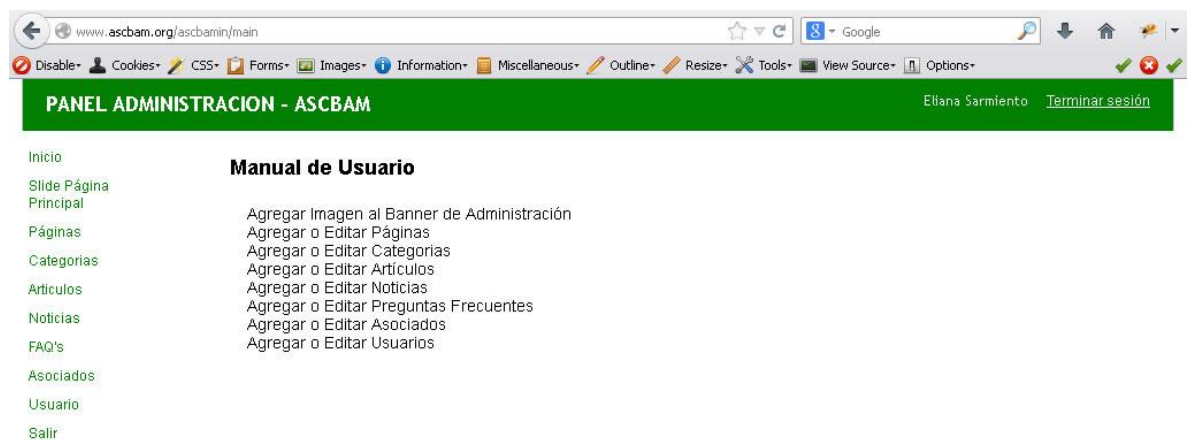 www.ascbam.org/ascbamin/main Google
Disable Cookies CSS Forms Images Information Miscellaneous Outline Resize Tools View Source Options
PANEL ADMINISTRACION - ASCBAM
Eliana Sarmiento Terminar sesión
Inicio
Slide Página
Principal
Páginas
Categorias
Articulos
Noticias
FAQ's
Asociados
Usuario
Salir
Manual de Usuario
Agregar Imagen al Banner de Administración
Agregar o Editar Páginas
Agregar o Editar Categorias
Agregar o Editar Artículos
Agregar o Editar Noticias
Agregar o Editar Preguntas Frecuentes
Agregar o Editar Asociados
Agregar o Editar Usuarios